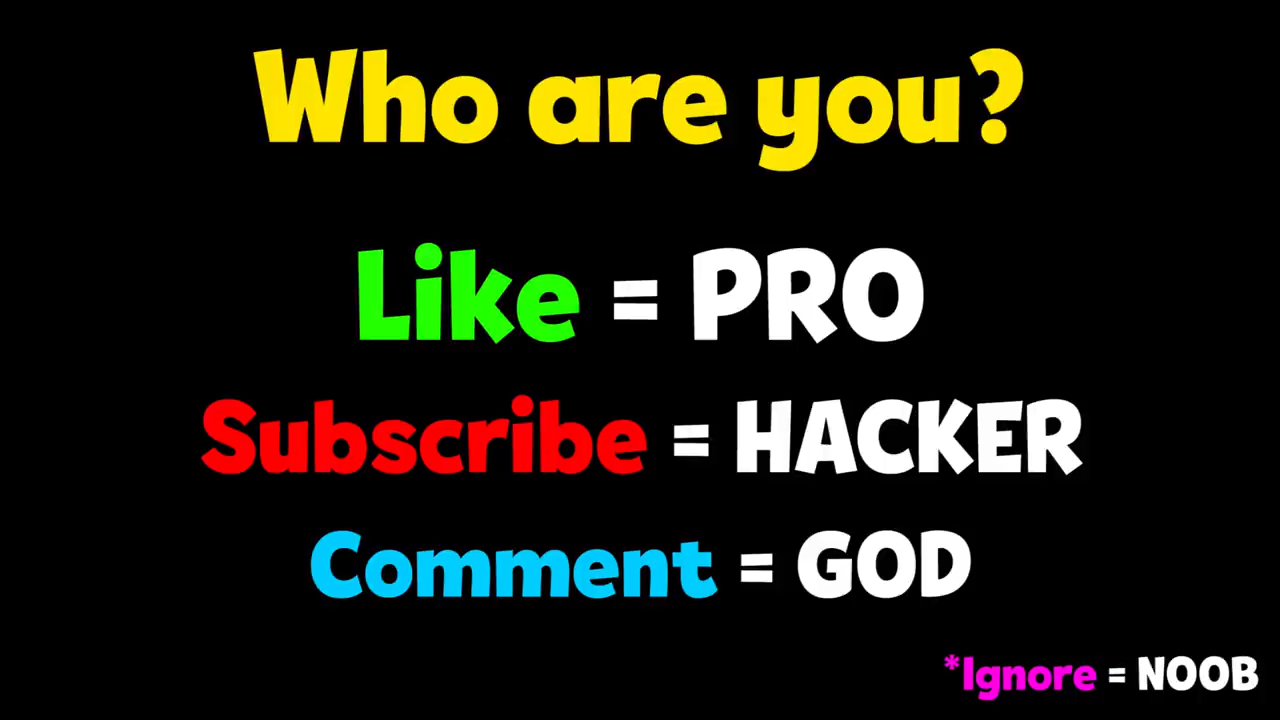 Who are you?
Like = PRO
Subscribe = HACKER
Comment = GOD
*Ignore = NOOB